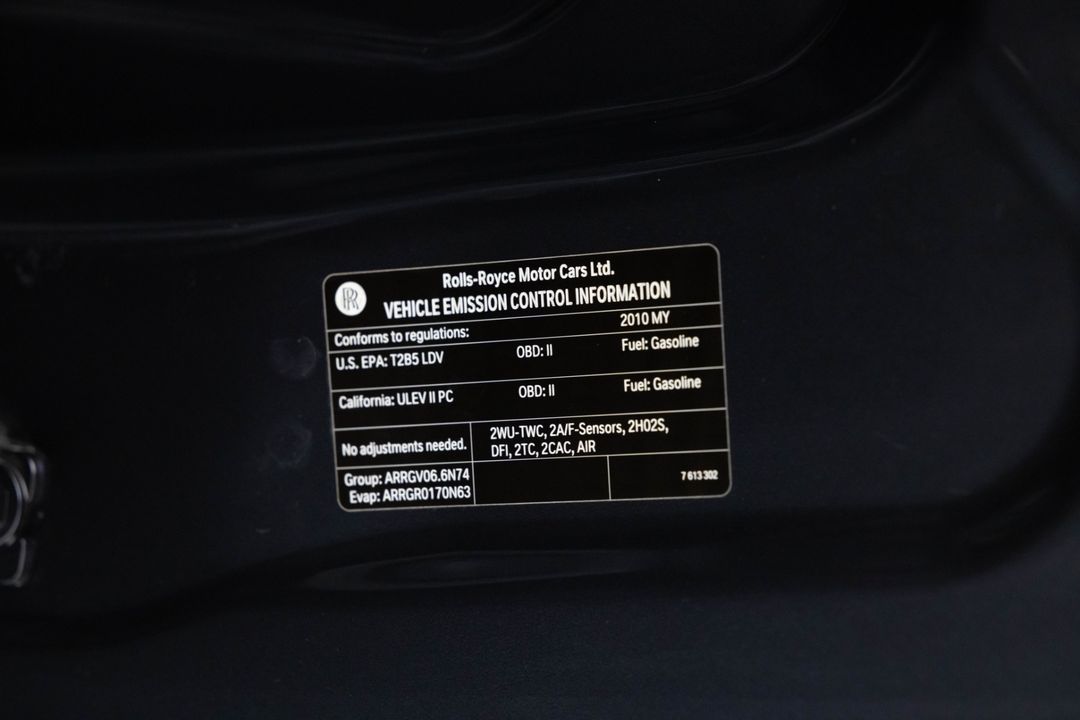 RR
Rolls-Royce Motor Cars Ltd.
VEHICLE EMISSION CONTROL INFORMATION
Conforms to regulations: 2010 MY
U.S. EPA: T2B5 LDV OBD: II Fuel: Gasoline
California: ULEV II PC OBD: II Fuel: Gasoline
No adjustments needed.
2WU-TWC, 2A/F-Sensors, 2HO2S,
DFI, 2TC, 2CAC, AIR
Group: ARRGV06.6N74
Evap: ARRGR0170N63
7 613 302